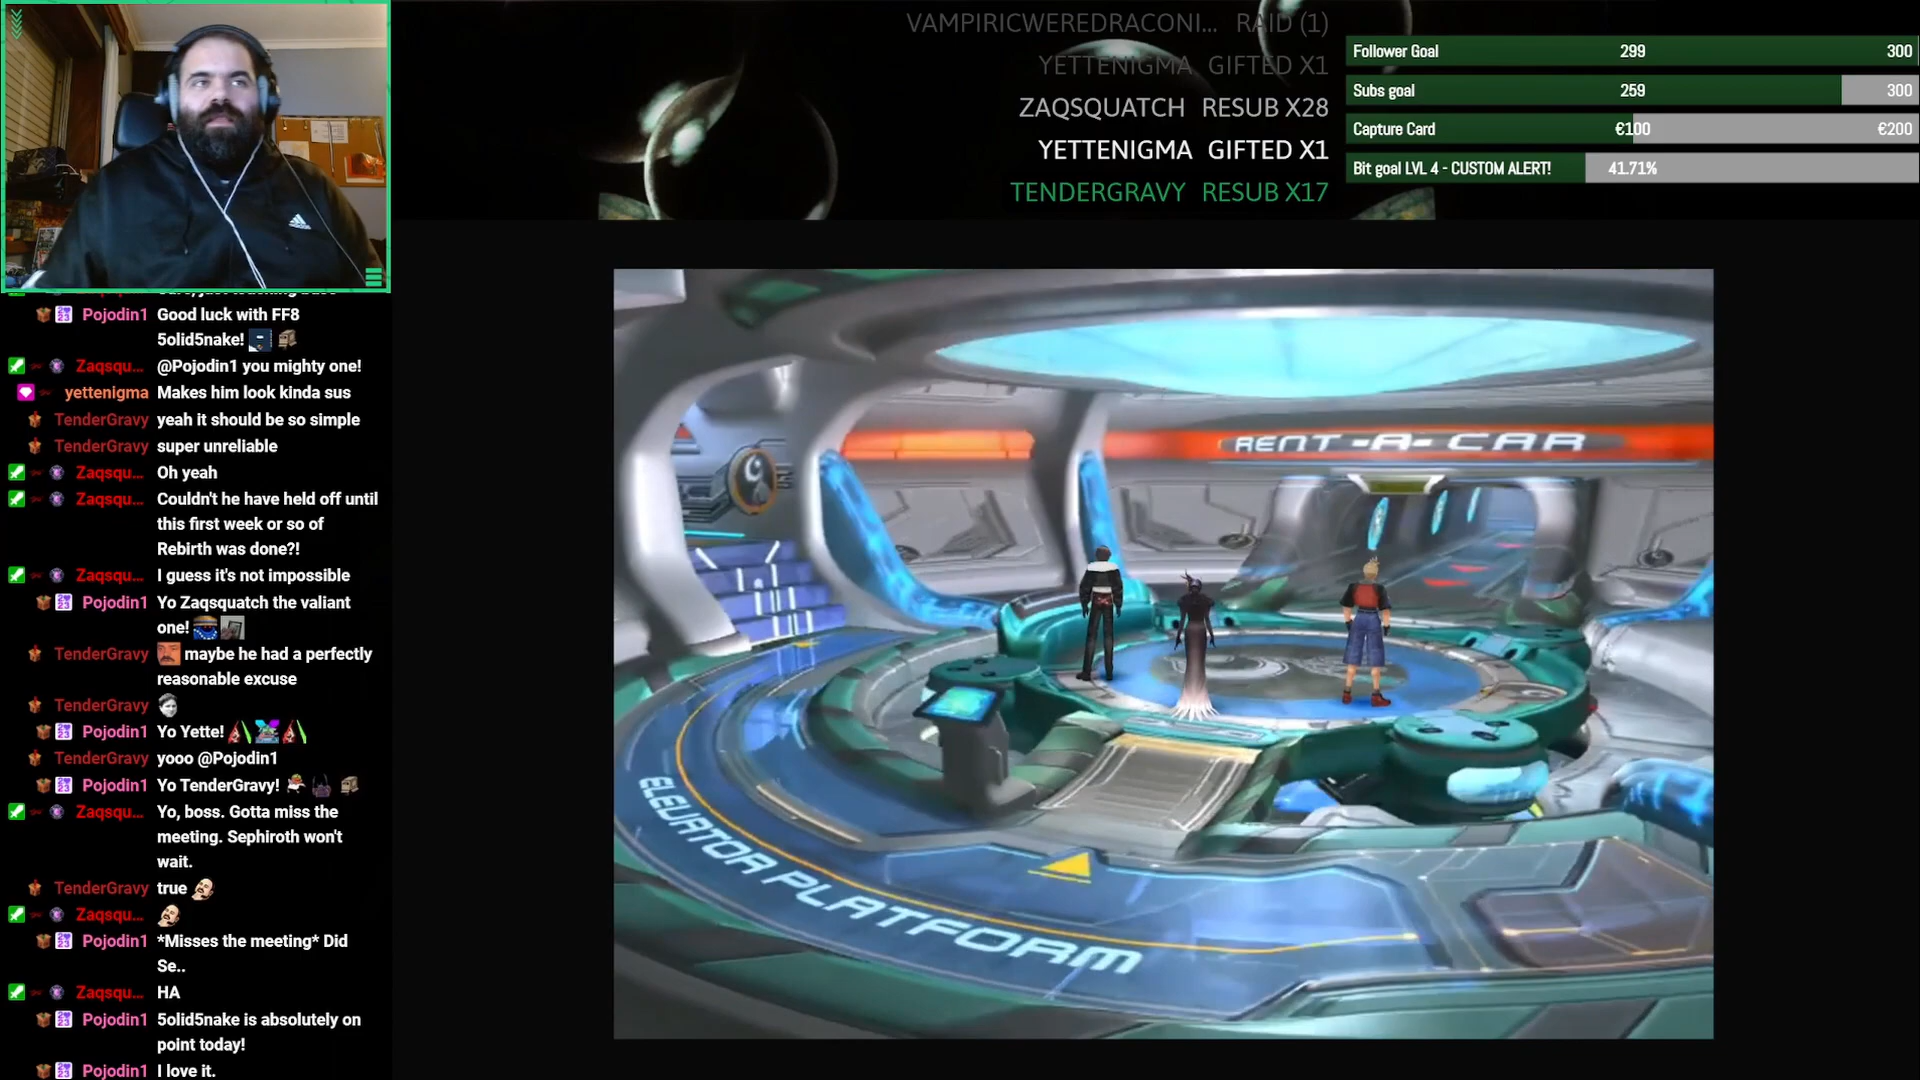 VAMPIRICWEREDRACONI... RAID (1)
YETTENIGMA GIFTED X1
ZAQSQUATCH RESUB X28
YETTENIGMA GIFTED X1
TENDERGRAVY RESUB X17
Follower Goal 299 300
Subs goal 259 300
Capture Card €100 €200
Bit goal LVL 4 - CUSTOM ALERT! 41.71%
Pojodin1 Good luck with FF8
5olid5nake!
Zaqsqu... @Pojodin1 you mighty one!
yettenigma Makes him look kinda sus
TenderGravy yeah it should be so simple
TenderGravy super unreliable
Zaqsqu... Oh yeah
Zaqsqu... Couldn't he have held off until
this first week or so of
Rebirth was done?!
Zaqsqu... I guess it's not impossible
Pojodin1 Yo Zaqsquatch the valiant
one!
TenderGravy maybe he had a perfectly
reasonable excuse
TenderGravy
Pojodin1 Yo Yette!
TenderGravy yooo @Pojodin1
Pojodin1 Yo TenderGravy!
Zaqsqu... Yo, boss. Gotta miss the
meeting. Sephiroth won't
wait.
TenderGravy true
Zaqsqu...
Pojodin1 *Misses the meeting* Did
Se..
Zaqsqu... HA
Pojodin1 5olid5nake is absolutely on
point today!
Pojodin1 I love it.
RENT-A-CAR
ELEVATOR PLATFORM